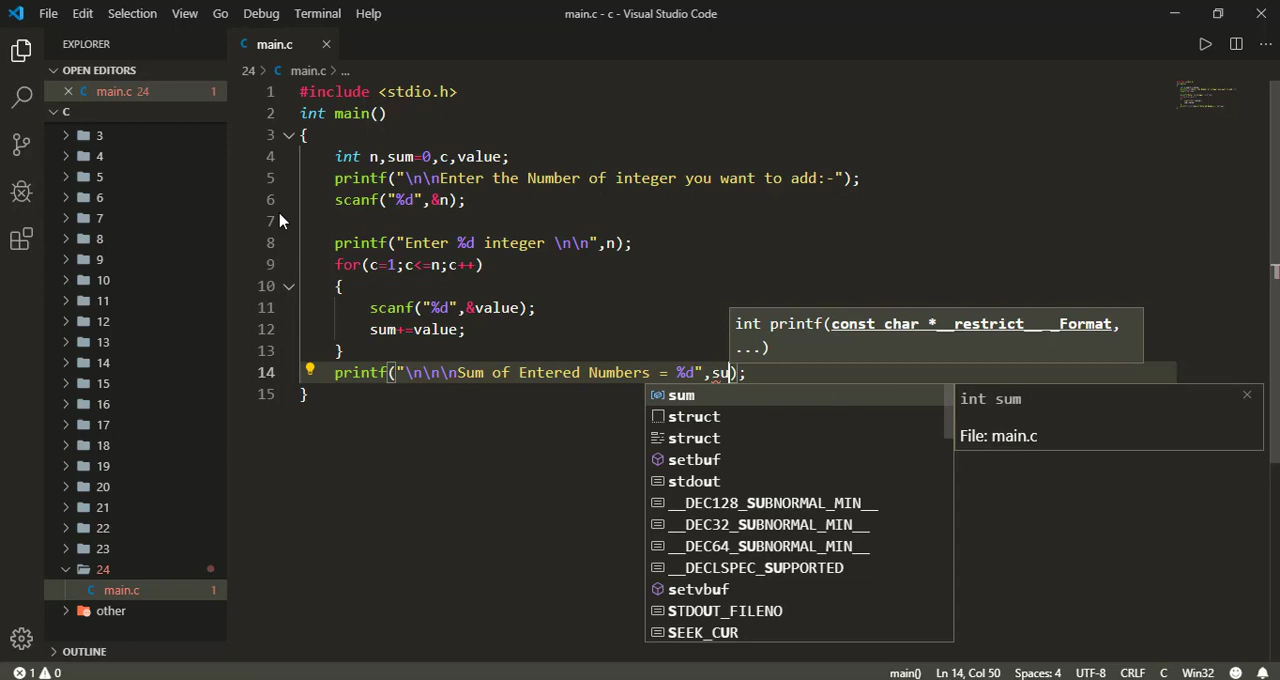 File Edit Selection View Go Debug Terminal Help main.c - c - Visual Studio Code
EXPLORER
OPEN EDITORS
main.c 24 1
C
3
4
5
6
7
8
9
10
11
12
13
14
15
16
17
18
19
20
21
22
23
24
main.c 1
other
OUTLINE
main.c
24 > C main.c > ...
1 #include <stdio.h>
2 int main()
3 {
4 int n,sum=0,c,value;
5 printf("\n\nEnter the Number of integer you want to add:-");
6 scanf("%d",&n);
7
8 printf("Enter %d integer \n\n",n);
9 for(c=1;c<=n;c++)
10 {
11 scanf("%d",&value);
12 sum+=value;
13 }
14 printf("\n\n\nSum of Entered Numbers = %d",su);
15 }
int printf(const char *__restrict__ _Format,
...)
sum
struct
struct
setbuf
stdout
__DEC128_SUBNORMAL_MIN__
__DEC32_SUBNORMAL_MIN__
__DEC64_SUBNORMAL_MIN__
__DECLSPEC_SUPPORTED
setvbuf
STDOUT_FILENO
SEEK_CUR
int sum
File: main.c
1 0 main() Ln 14, Col 50 Spaces: 4 UTF-8 CRLF C Win32